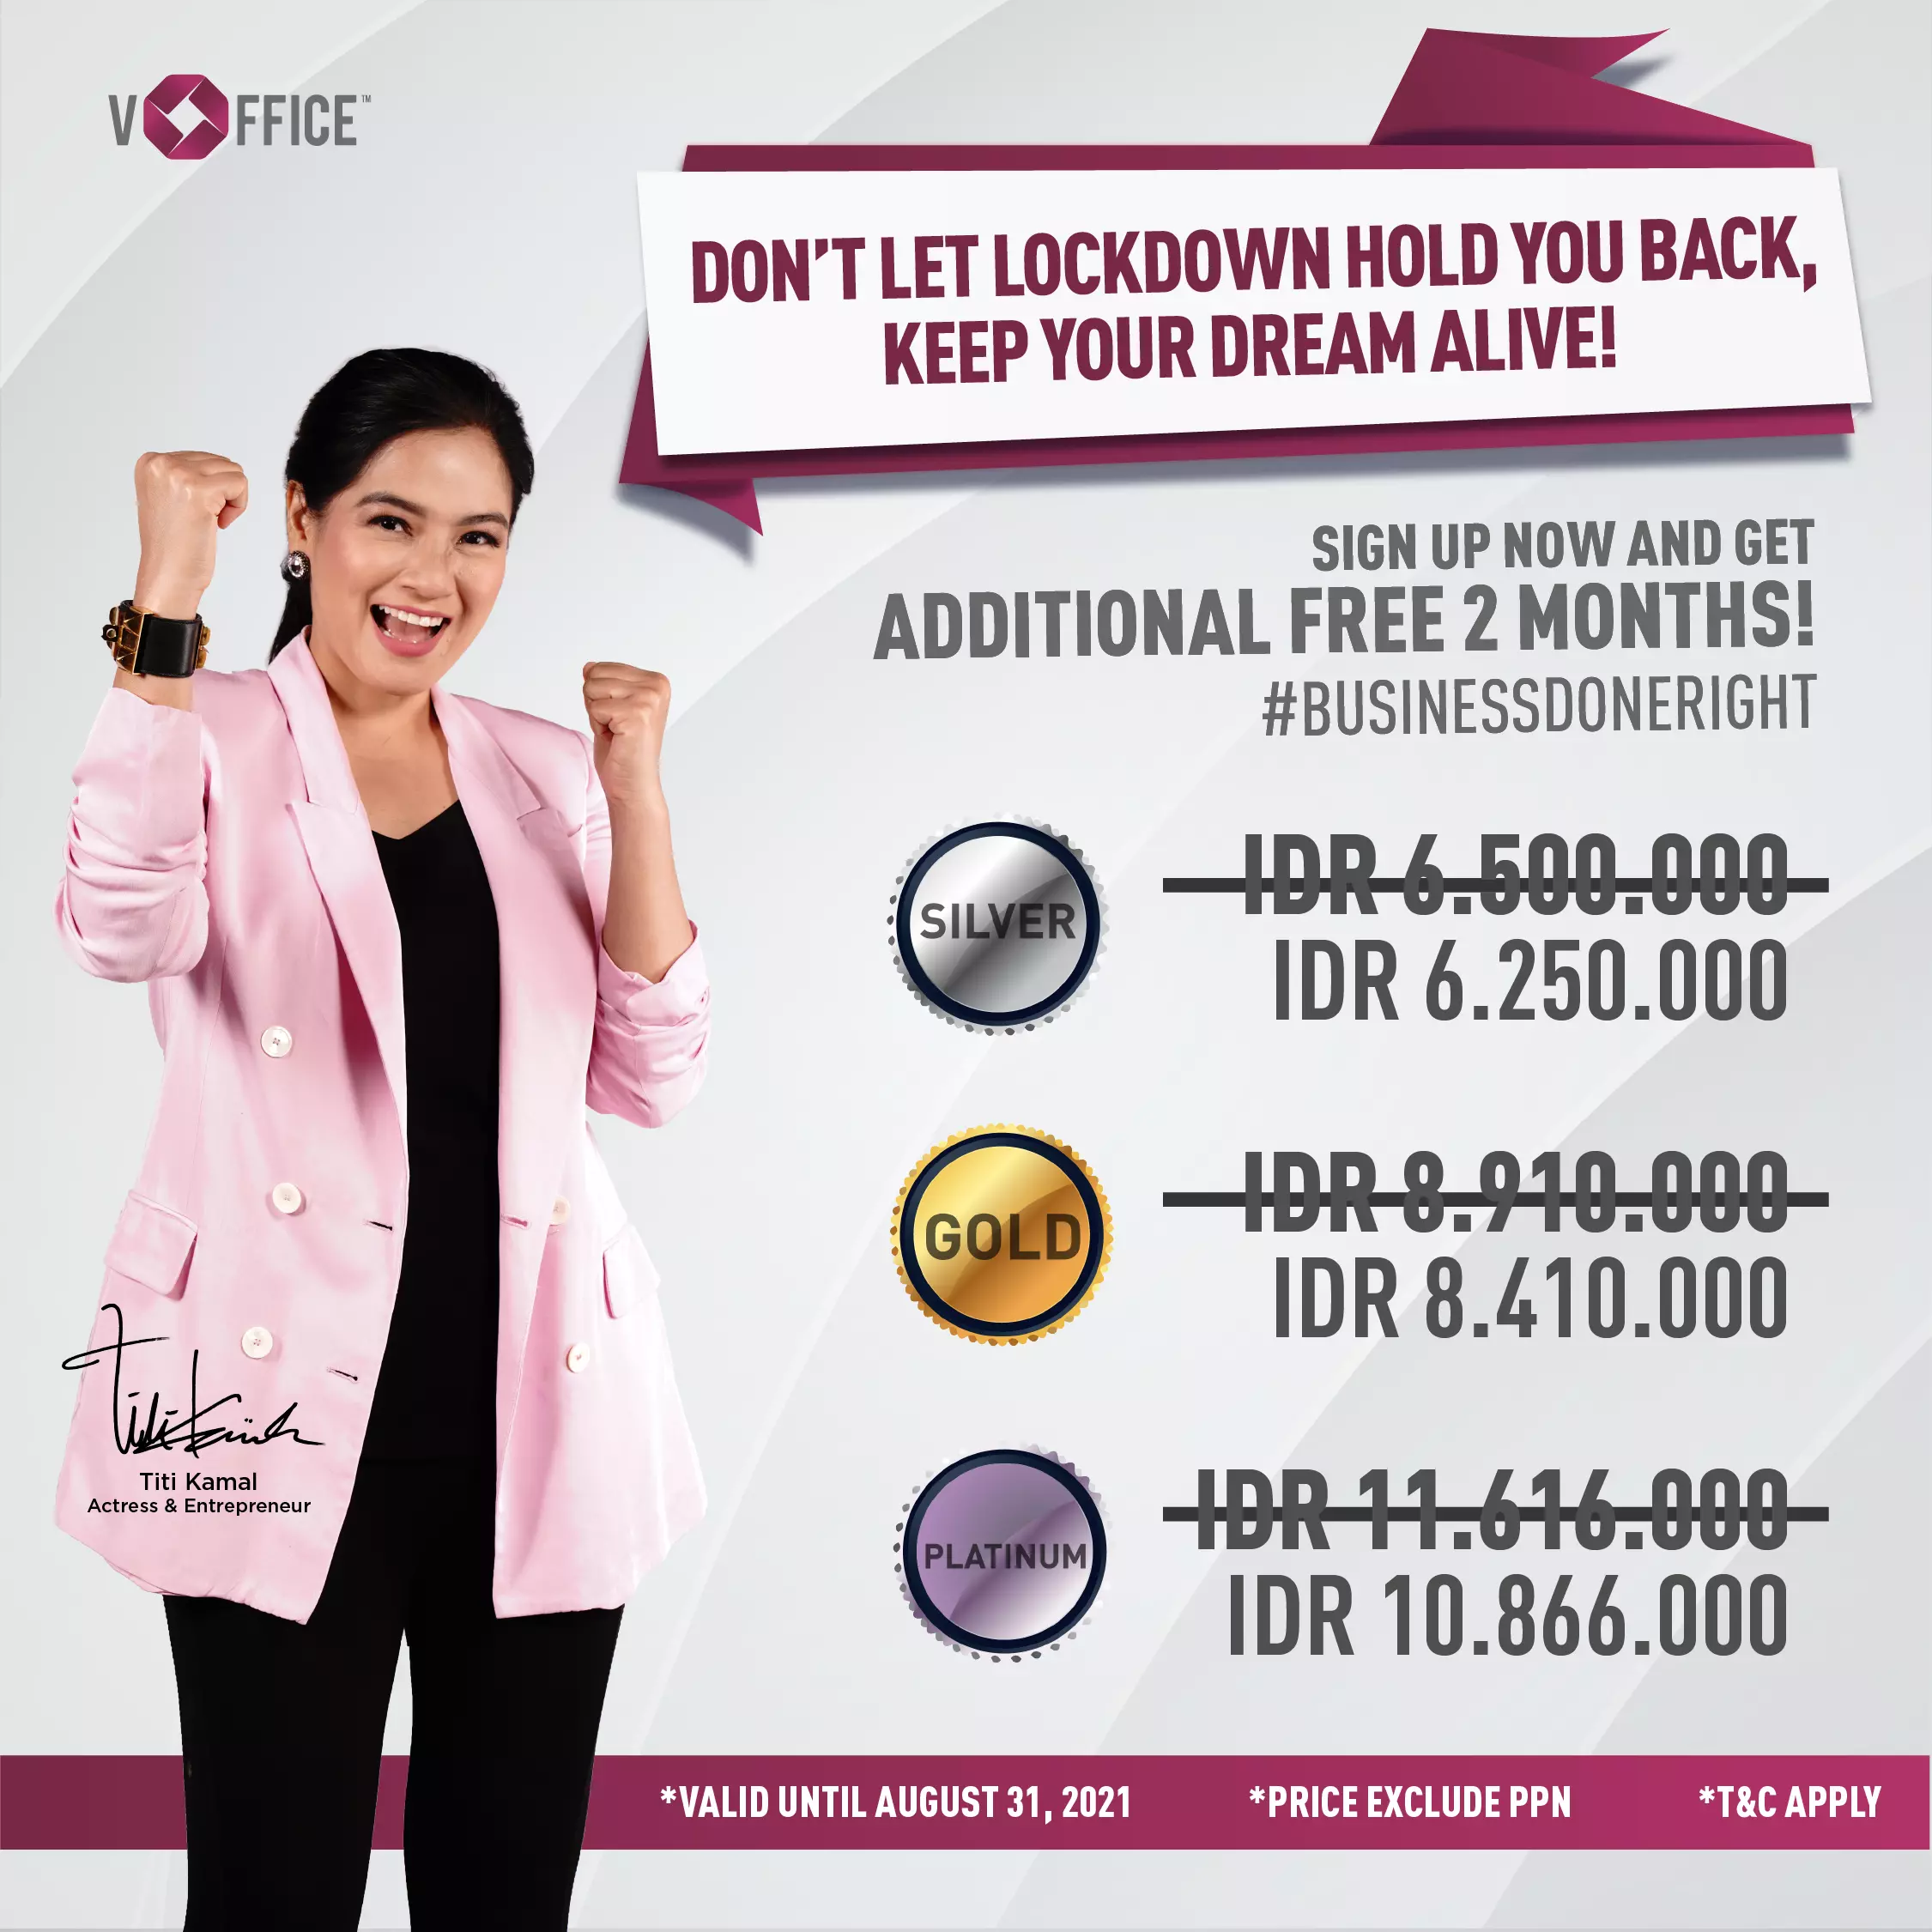 VOFFICE™
DON'T LET LOCKDOWN HOLD YOU BACK,
KEEP YOUR DREAM ALIVE!
SIGN UP NOW AND GET
ADDITIONAL FREE 2 MONTHS!
#BUSINESSDONERIGHT
SILVER
IDR 6.500.000
IDR 6.250.000
GOLD
IDR 8.910.000
IDR 8.410.000
PLATINUM
IDR 11.616.000
IDR 10.866.000
Titi Kamal
Titi Kamal
Actress & Entrepreneur
*VALID UNTIL AUGUST 31, 2021 *PRICE EXCLUDE PPN *T&C APPLY